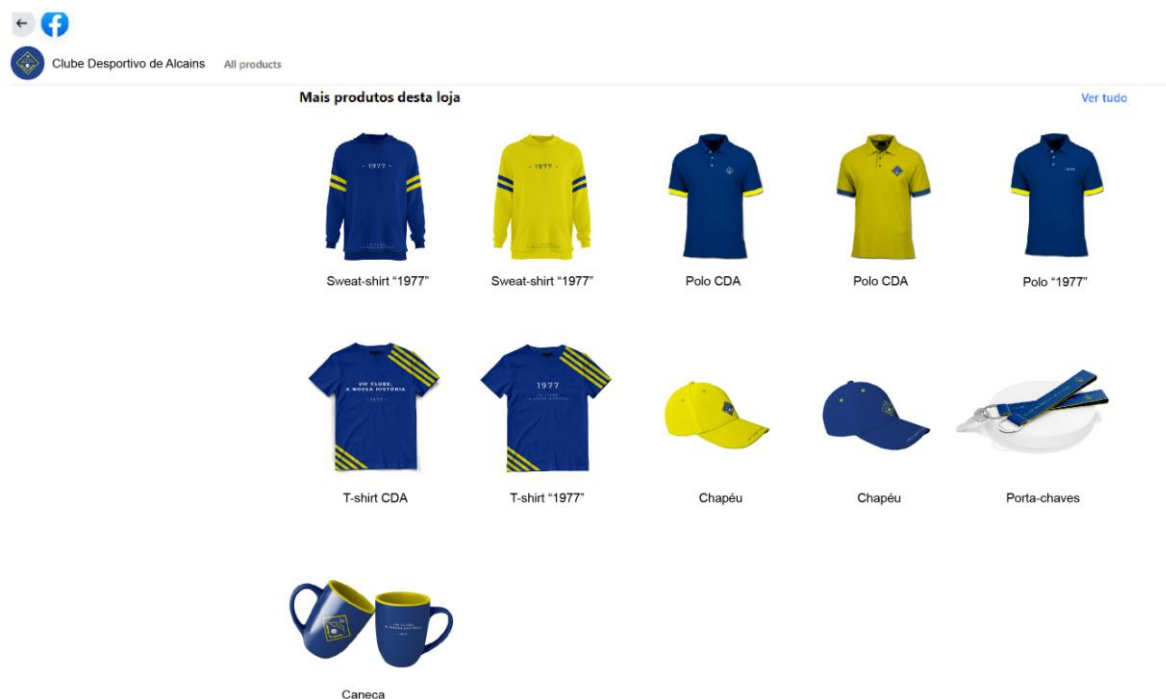 Clube Desportivo de Alcains All products
Mais produtos desta loja Ver tudo
- 1977 -
- 1977 -
Sweat-shirt “1977” Sweat-shirt “1977” Polo CDA Polo CDA Polo “1977”
UM CLUBE,
A NOSSA HISTÓRIA
- 1977 -
1977
T-shirt CDA T-shirt “1977” Chapéu Chapéu Porta-chaves
Caneca